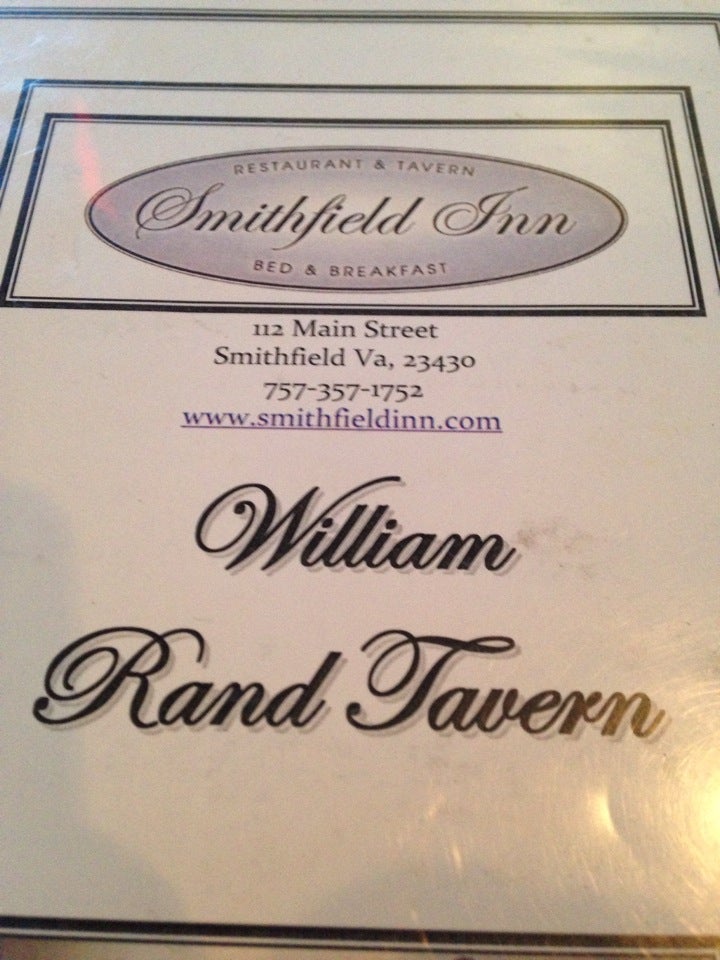 RESTAURANT & TAVERN
Smithfield Inn
BED & BREAKFAST
112 Main Street
Smithfield Va, 23430
757-357-1752
www.smithfieldinn.com
William
Rand Tavern